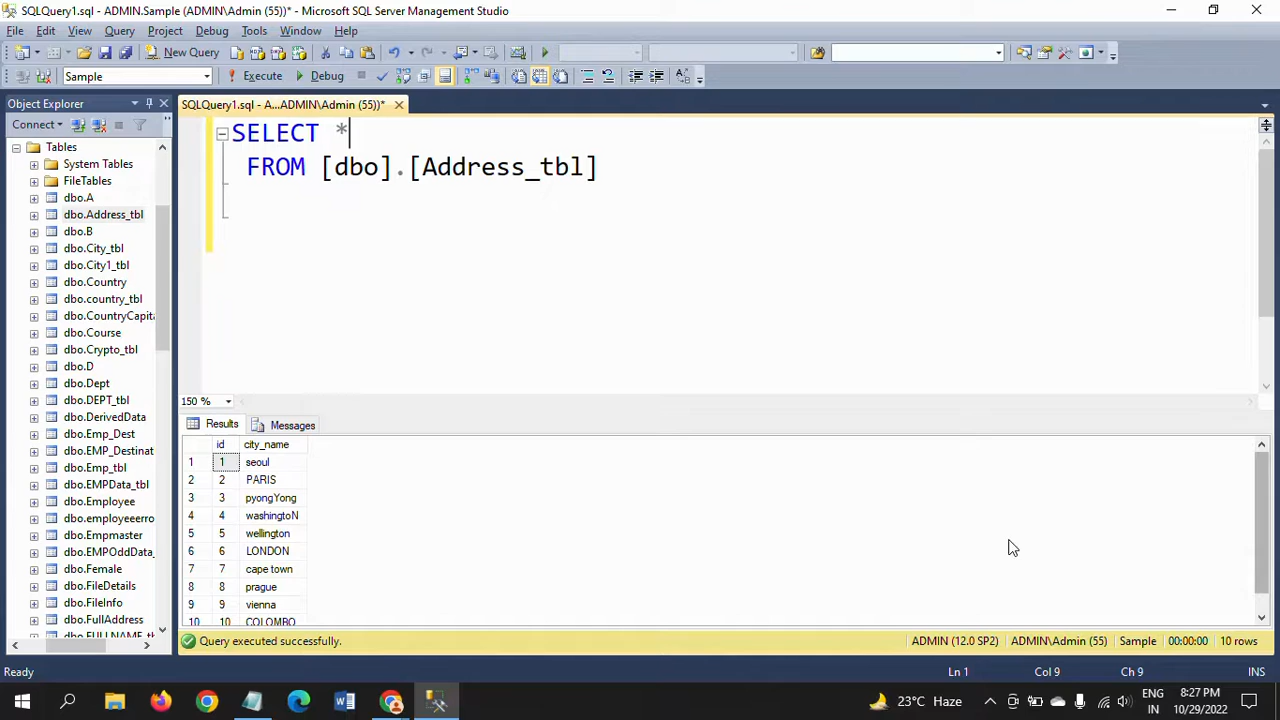 SQLQuery1.sql - ADMIN.Sample (ADMIN\Admin (55))* - Microsoft SQL Server Management Studio
File Edit View Query Project Debug Tools Window Help
New Query
Sample Execute Debug
Object Explorer
SQLQuery1.sql - A...ADMIN\Admin (55))*
Connect
Tables
System Tables
FileTables
dbo.A
dbo.Address_tbl
dbo.B
dbo.City_tbl
dbo.City1_tbl
dbo.Country
dbo.country_tbl
dbo.CountryCapita
dbo.Course
dbo.Crypto_tbl
dbo.D
dbo.Dept
dbo.DEPT_tbl
dbo.DerivedData
dbo.Emp_Dest
dbo.EMP_Destinat
dbo.Emp_tbl
dbo.EMPData_tbl
dbo.Employee
dbo.employeeerro
dbo.Empmaster
dbo.EMPOddData_
dbo.Female
dbo.FileDetails
dbo.FileInfo
dbo.FullAddress
dbo.FULLNAME_t
SELECT *
FROM [dbo].[Address_tbl]
150 %
Results Messages
id city_name
1 1 seoul
2 2 PARIS
3 3 pyongYong
4 4 washingtoN
5 5 wellington
6 6 LONDON
7 7 cape town
8 8 prague
9 9 vienna
10 10 COLOMBO
Query executed successfully. ADMIN (12.0 SP2) ADMIN\Admin (55) Sample 00:00:00 10 rows
Ready Ln 1 Col 9 Ch 9 INS
23°C Haze ENG IN 8:27 PM 10/29/2022